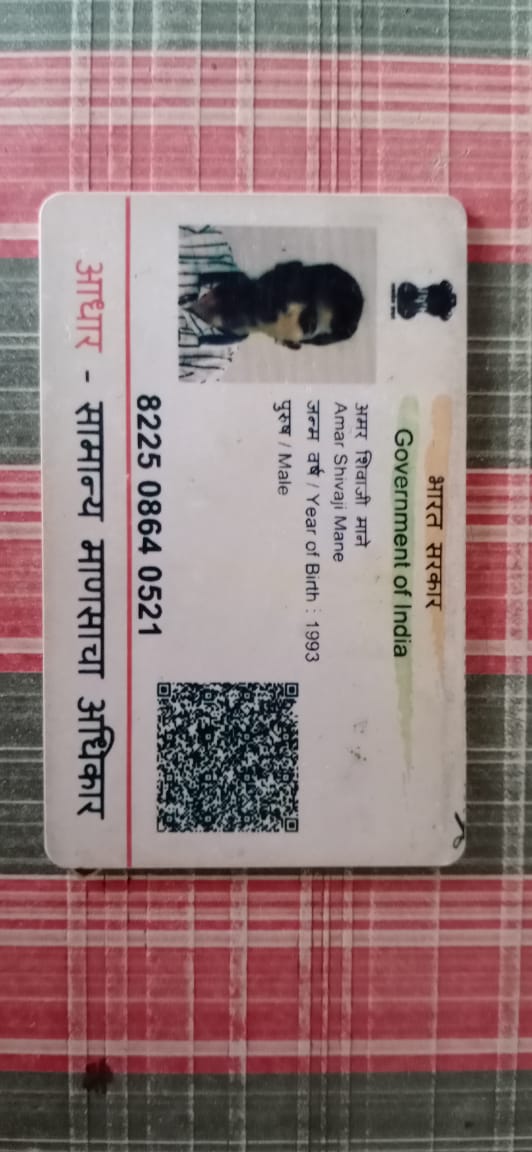 भारत सरकार
Government of India
अमर शिवाजी माने
Amar Shivaji Mane
जन्म वर्ष / Year of Birth : 1993
पुरुष / Male
8225 0864 0521
आधार - सामान्य माणसाचा अधिकार